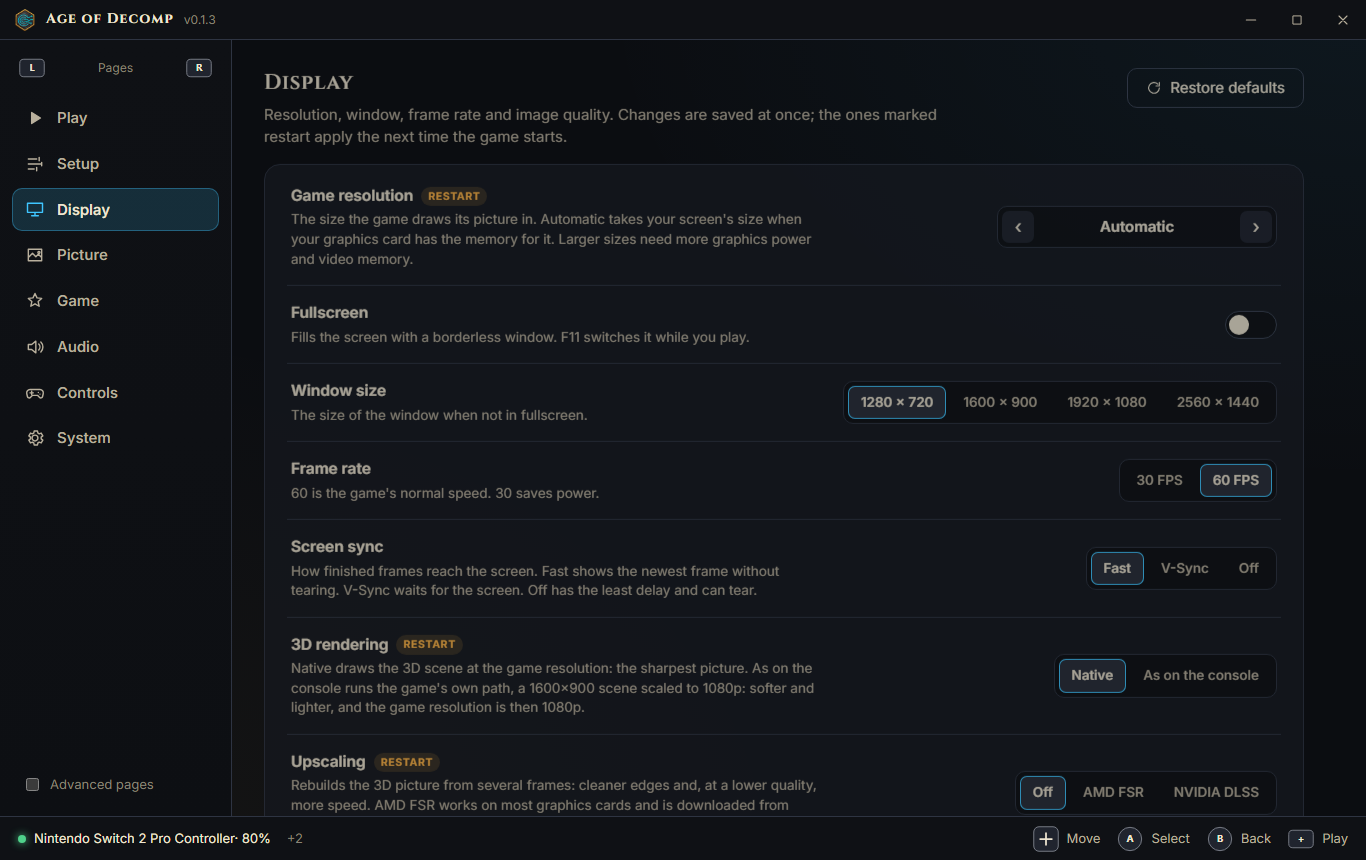 AGE OF DECOMP v0.1.3
L Pages R
Play
Setup
Display
Picture
Game
Audio
Controls
System
Advanced pages
DISPLAY
Resolution, window, frame rate and image quality. Changes are saved at once; the ones marked
restart apply the next time the game starts.
Restore defaults
Game resolution RESTART
The size the game draws its picture in. Automatic takes your screen's size when
your graphics card has the memory for it. Larger sizes need more graphics power
and video memory.
‹ Automatic ›
Fullscreen
Fills the screen with a borderless window. F11 switches it while you play.
Window size
The size of the window when not in fullscreen.
1280 × 720 1600 × 900 1920 × 1080 2560 × 1440
Frame rate
60 is the game's normal speed. 30 saves power.
30 FPS 60 FPS
Screen sync
How finished frames reach the screen. Fast shows the newest frame without
tearing. V-Sync waits for the screen. Off has the least delay and can tear.
Fast V-Sync Off
3D rendering RESTART
Native draws the 3D scene at the game resolution: the sharpest picture. As on the
console runs the game's own path, a 1600×900 scene scaled to 1080p: softer and
lighter, and the game resolution is then 1080p.
Native As on the console
Upscaling RESTART
Rebuilds the 3D picture from several frames: cleaner edges and, at a lower quality,
more speed. AMD FSR works on most graphics cards and is downloaded from
Off AMD FSR NVIDIA DLSS
Nintendo Switch 2 Pro Controller· 80% +2
Move A Select B Back + Play